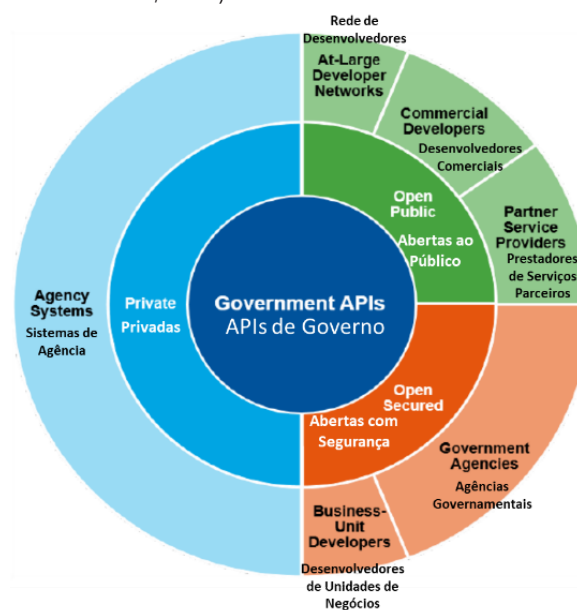 Rede de
Desenvolvedores
At-Large
Developer
Networks
Commercial
Developers
Desenvolvedores
Comerciais
Open
Public
Abertas ao
Público
Partner
Service
Providers
Prestadores
de Serviços
Parceiros
Agency
Systems
Sistemas de
Agência
Private
Privadas
Government APIs
APIs de Governo
Open
Secured
Abertas com
Segurança
Government
Agencies
Agências
Governamentais
Business-
Unit
Developers
Desenvolvedores
de Unidades de
Negócios